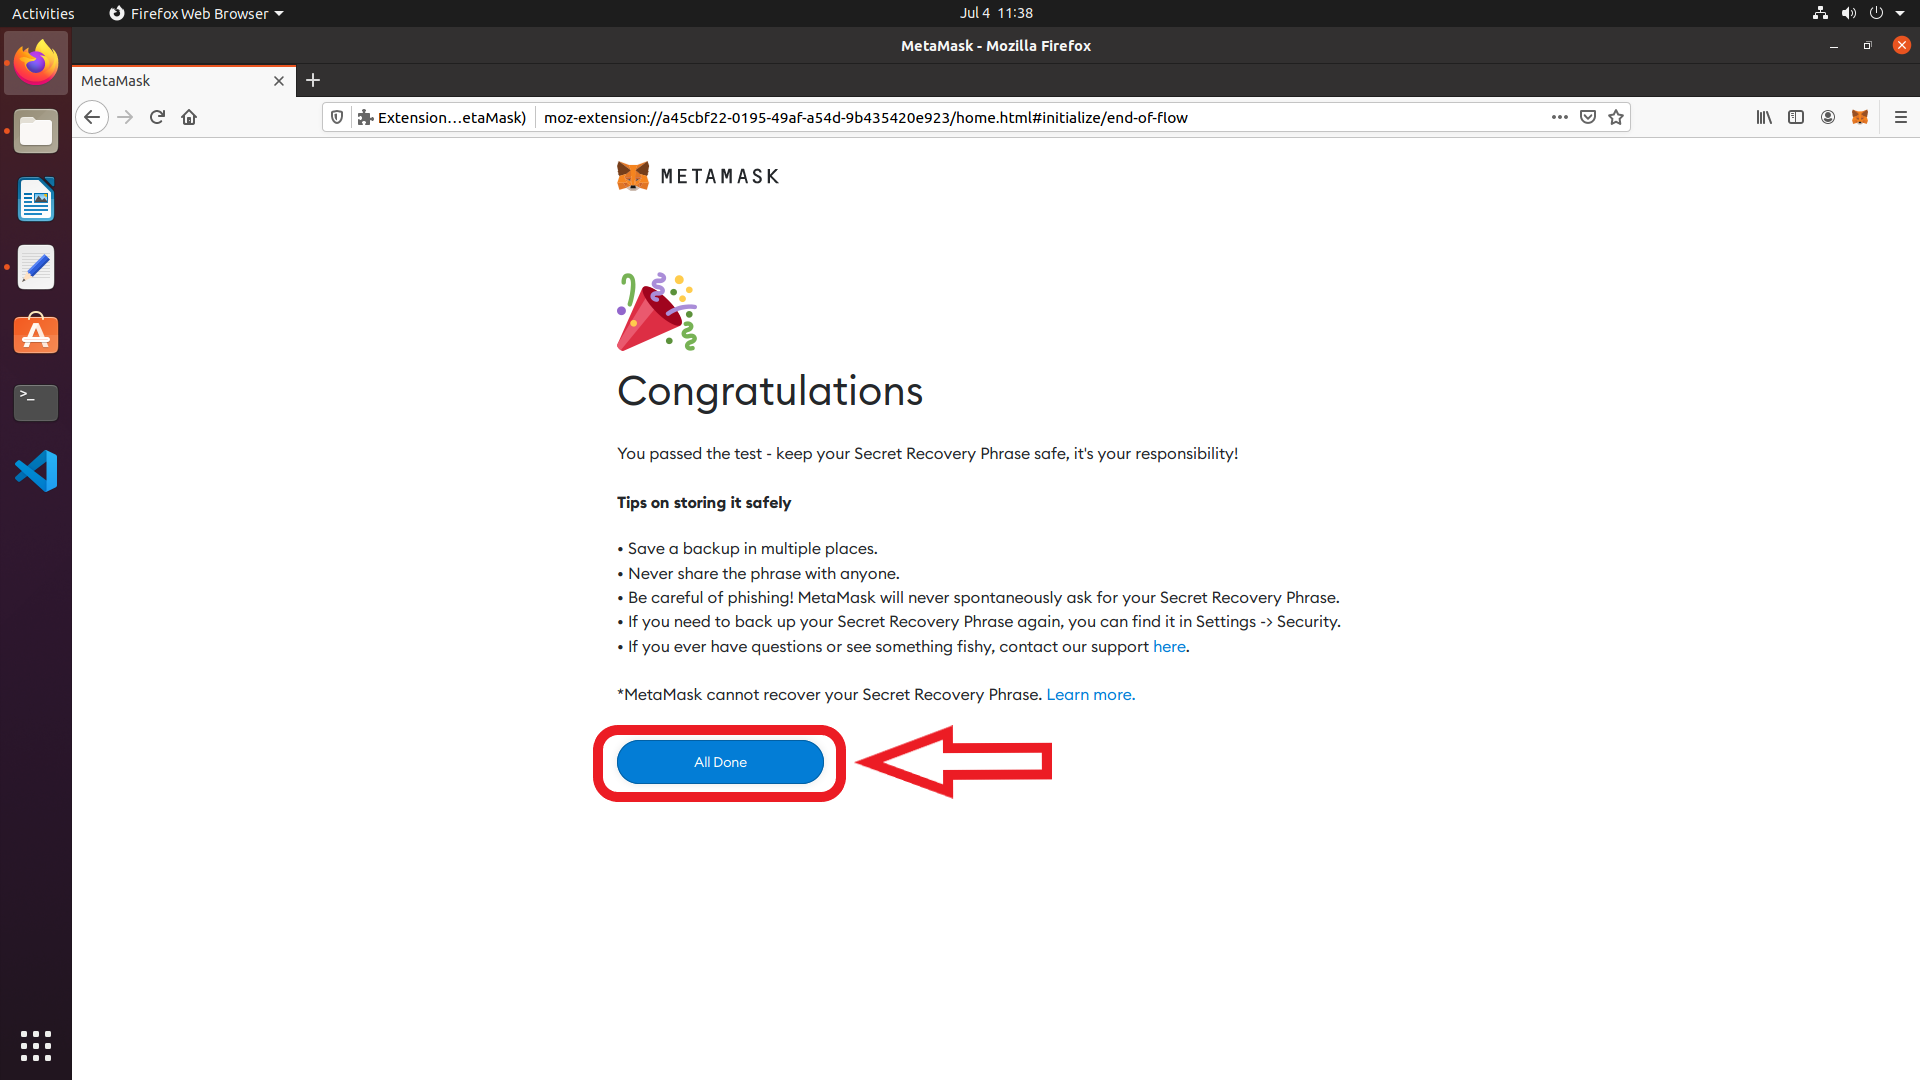 Activities
Firefox Web Browser
Jul 4 11:38
MetaMask - Mozilla Firefox
MetaMask
Extension…etaMask)
moz-extension://a45cbf22-0195-49af-a54d-9b435420e923/home.html#initialize/end-of-flow
METAMASK
Congratulations
You passed the test - keep your Secret Recovery Phrase safe, it's your responsibility!
Tips on storing it safely
• Save a backup in multiple places.
• Never share the phrase with anyone.
• Be careful of phishing! MetaMask will never spontaneously ask for your Secret Recovery Phrase.
• If you need to back up your Secret Recovery Phrase again, you can find it in Settings -> Security.
• If you ever have questions or see something fishy, contact our support here.
*MetaMask cannot recover your Secret Recovery Phrase. Learn more.
All Done